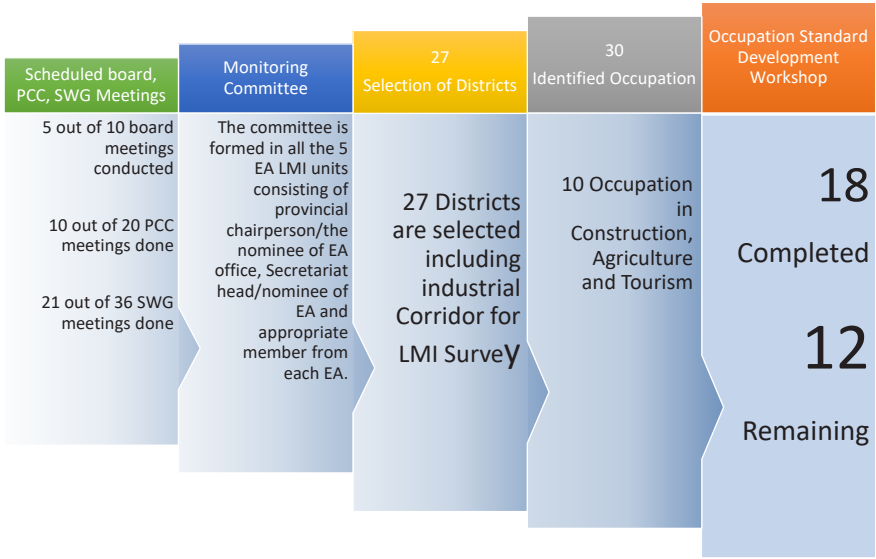 Scheduled board,
PCC, SWG Meetings
5 out of 10 board
meetings
conducted
10 out of 20 PCC
meetings done
21 out of 36 SWG
meetings done
Monitoring
Committee
The committee is
formed in all the 5
EA LMI units
consisting of
provincial
chairperson/the
nominee of EA
office, Secretariat
head/nominee of
EA and
appropriate
member from
each EA.
27
Selection of Districts
27 Districts
are selected
including
industrial
Corridor for
LMI Survey
30
Identified Occupation
10 Occupation
in
Construction,
Agriculture
and Tourism
Occupation Standard
Development
Workshop
18
Completed
12
Remaining